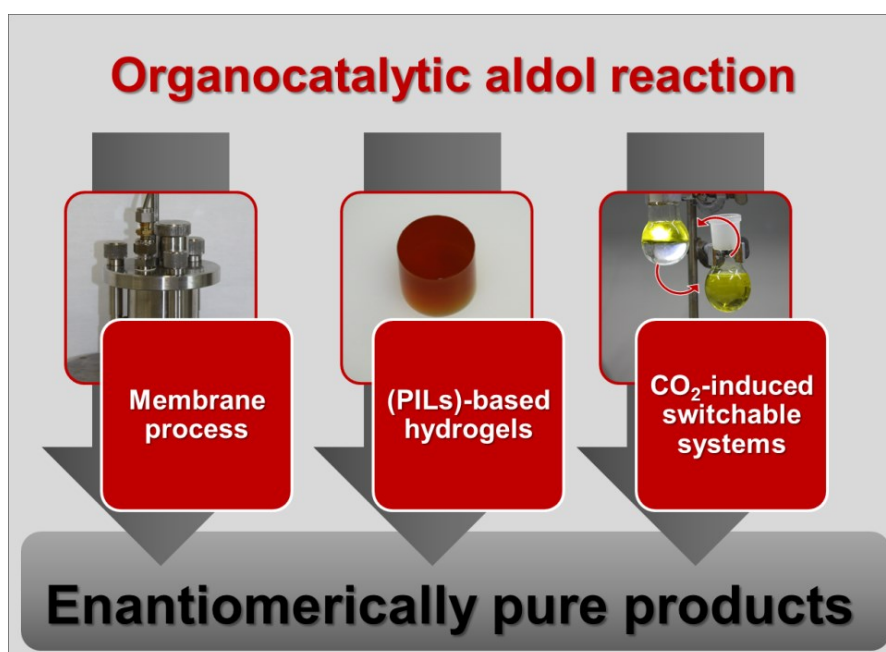 Organocatalytic aldol reaction
Membrane
process
(PILs)-based
hydrogels
CO₂-induced
switchable
systems
Enantiomerically pure products